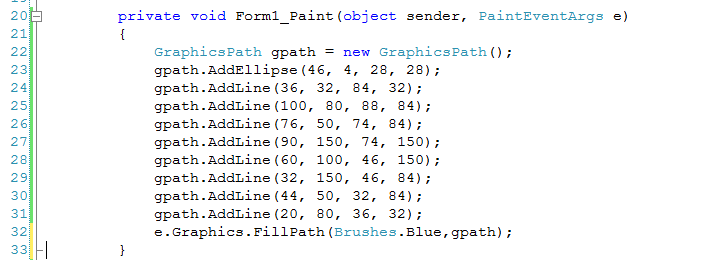 20 private void Form1_Paint(object sender, PaintEventArgs e)
21 {
22 GraphicsPath gpath = new GraphicsPath();
23 gpath.AddEllipse(46, 4, 28, 28);
24 gpath.AddLine(36, 32, 84, 32);
25 gpath.AddLine(100, 80, 88, 84);
26 gpath.AddLine(76, 50, 74, 84);
27 gpath.AddLine(90, 150, 74, 150);
28 gpath.AddLine(60, 100, 46, 150);
29 gpath.AddLine(32, 150, 46, 84);
30 gpath.AddLine(44, 50, 32, 84);
31 gpath.AddLine(20, 80, 36, 32);
32 e.Graphics.FillPath(Brushes.Blue,gpath);
33 }